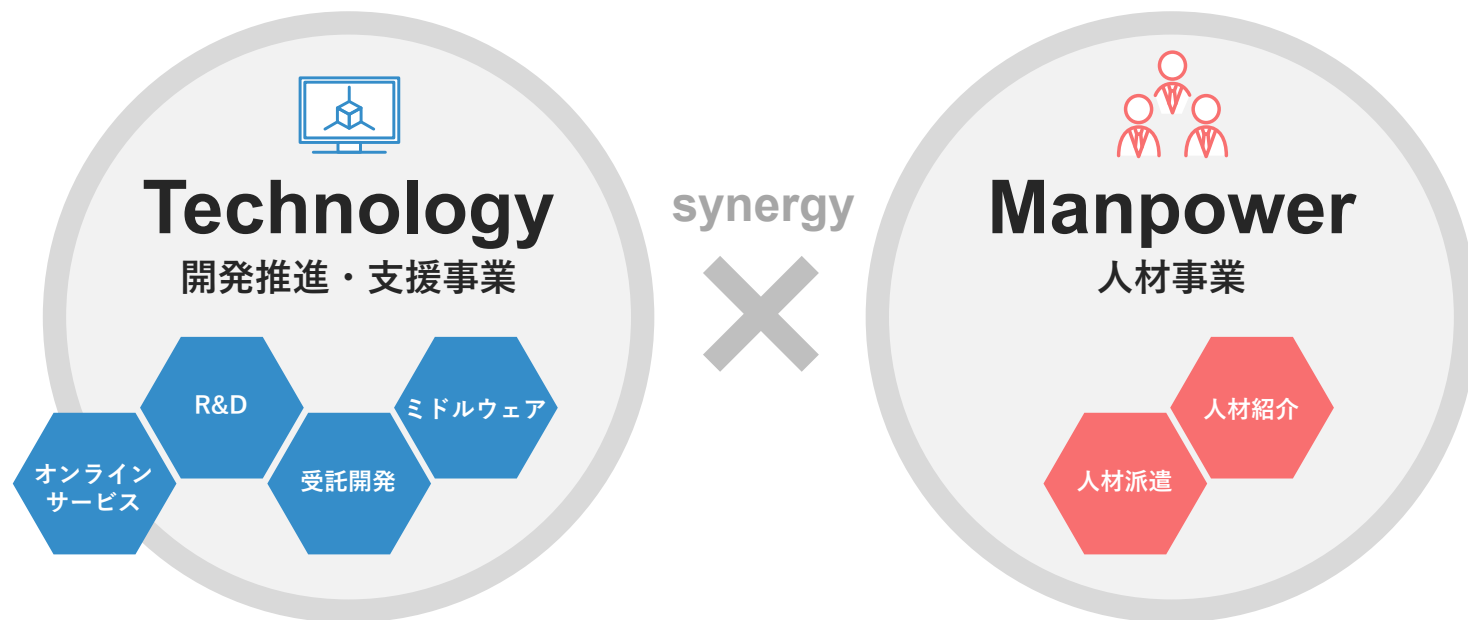 Technology
開発推進・支援事業
オンライン
サービス
R&D
受託開発
ミドルウェア
synergy
Manpower
人材事業
人材派遣
人材紹介